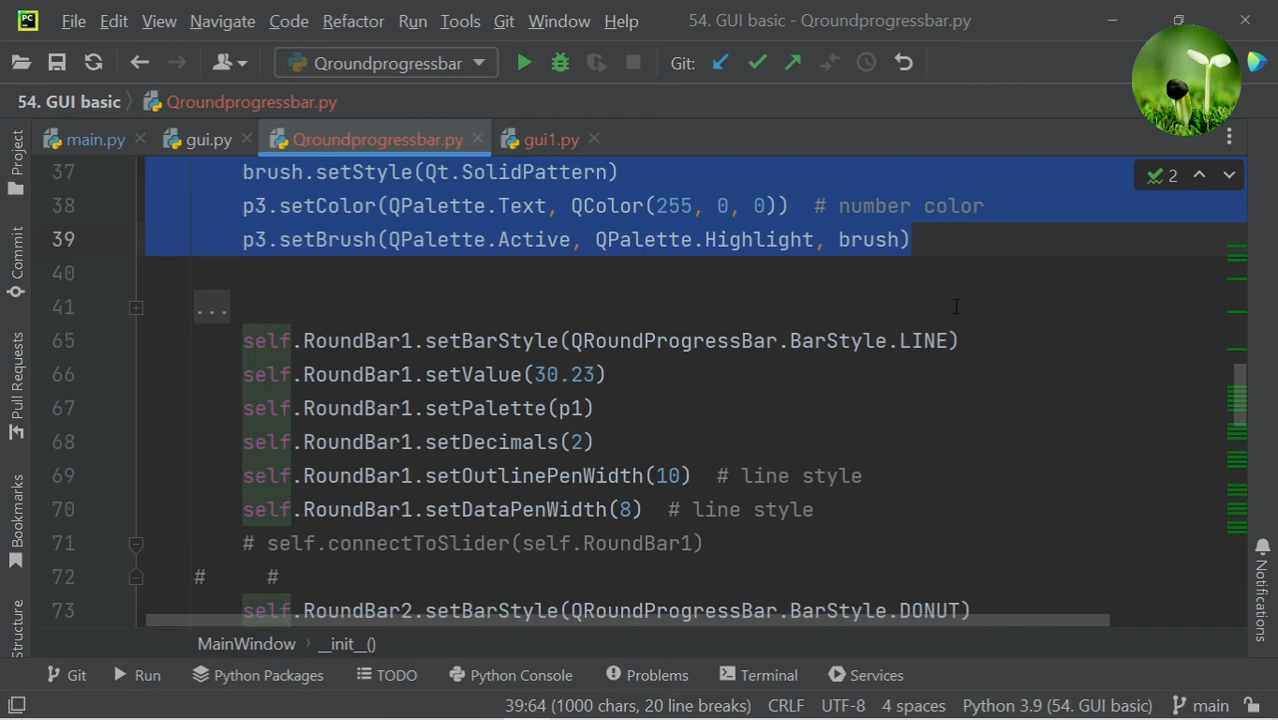 PC File Edit View Navigate Code Refactor Run Tools Git Window Help 54. GUI basic - Qroundprogressbar.py
Qroundprogressbar Git:
54. GUI basic Qroundprogressbar.py
main.py gui.py Qroundprogressbar.py gui1.py
37 brush.setStyle(Qt.SolidPattern) 2
38 p3.setColor(QPalette.Text, QColor(255, 0, 0)) # number color
39 p3.setBrush(QPalette.Active, QPalette.Highlight, brush)
40
41 ...
65 self.RoundBar1.setBarStyle(QRoundProgressBar.BarStyle.LINE)
66 self.RoundBar1.setValue(30.23)
67 self.RoundBar1.setPalette(p1)
68 self.RoundBar1.setDecimals(2)
69 self.RoundBar1.setOutlinePenWidth(10) # line style
70 self.RoundBar1.setDataPenWidth(8) # line style
71 # self.connectToSlider(self.RoundBar1)
72 # #
73 self.RoundBar2.setBarStyle(QRoundProgressBar.BarStyle.DONUT)
MainWindow › __init__()
Project
Commit
Pull Requests
Bookmarks
Structure
Notifications
Git Run Python Packages TODO Python Console Problems Terminal Services
39:64 (1000 chars, 20 line breaks) CRLF UTF-8 4 spaces Python 3.9 (54. GUI basic) main